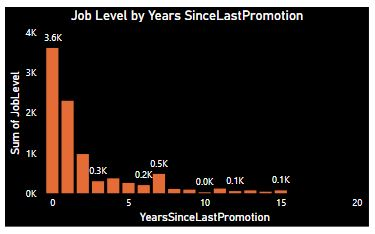 Job Level by Years SinceLastPromotion
Sum of JobLevel
4K
3K
2K
1K
0K
3.6K
0.3K
0.2K
0.5K
0.0K
0.1K
0.1K
0
5
10
15
20
YearsSinceLastPromotion